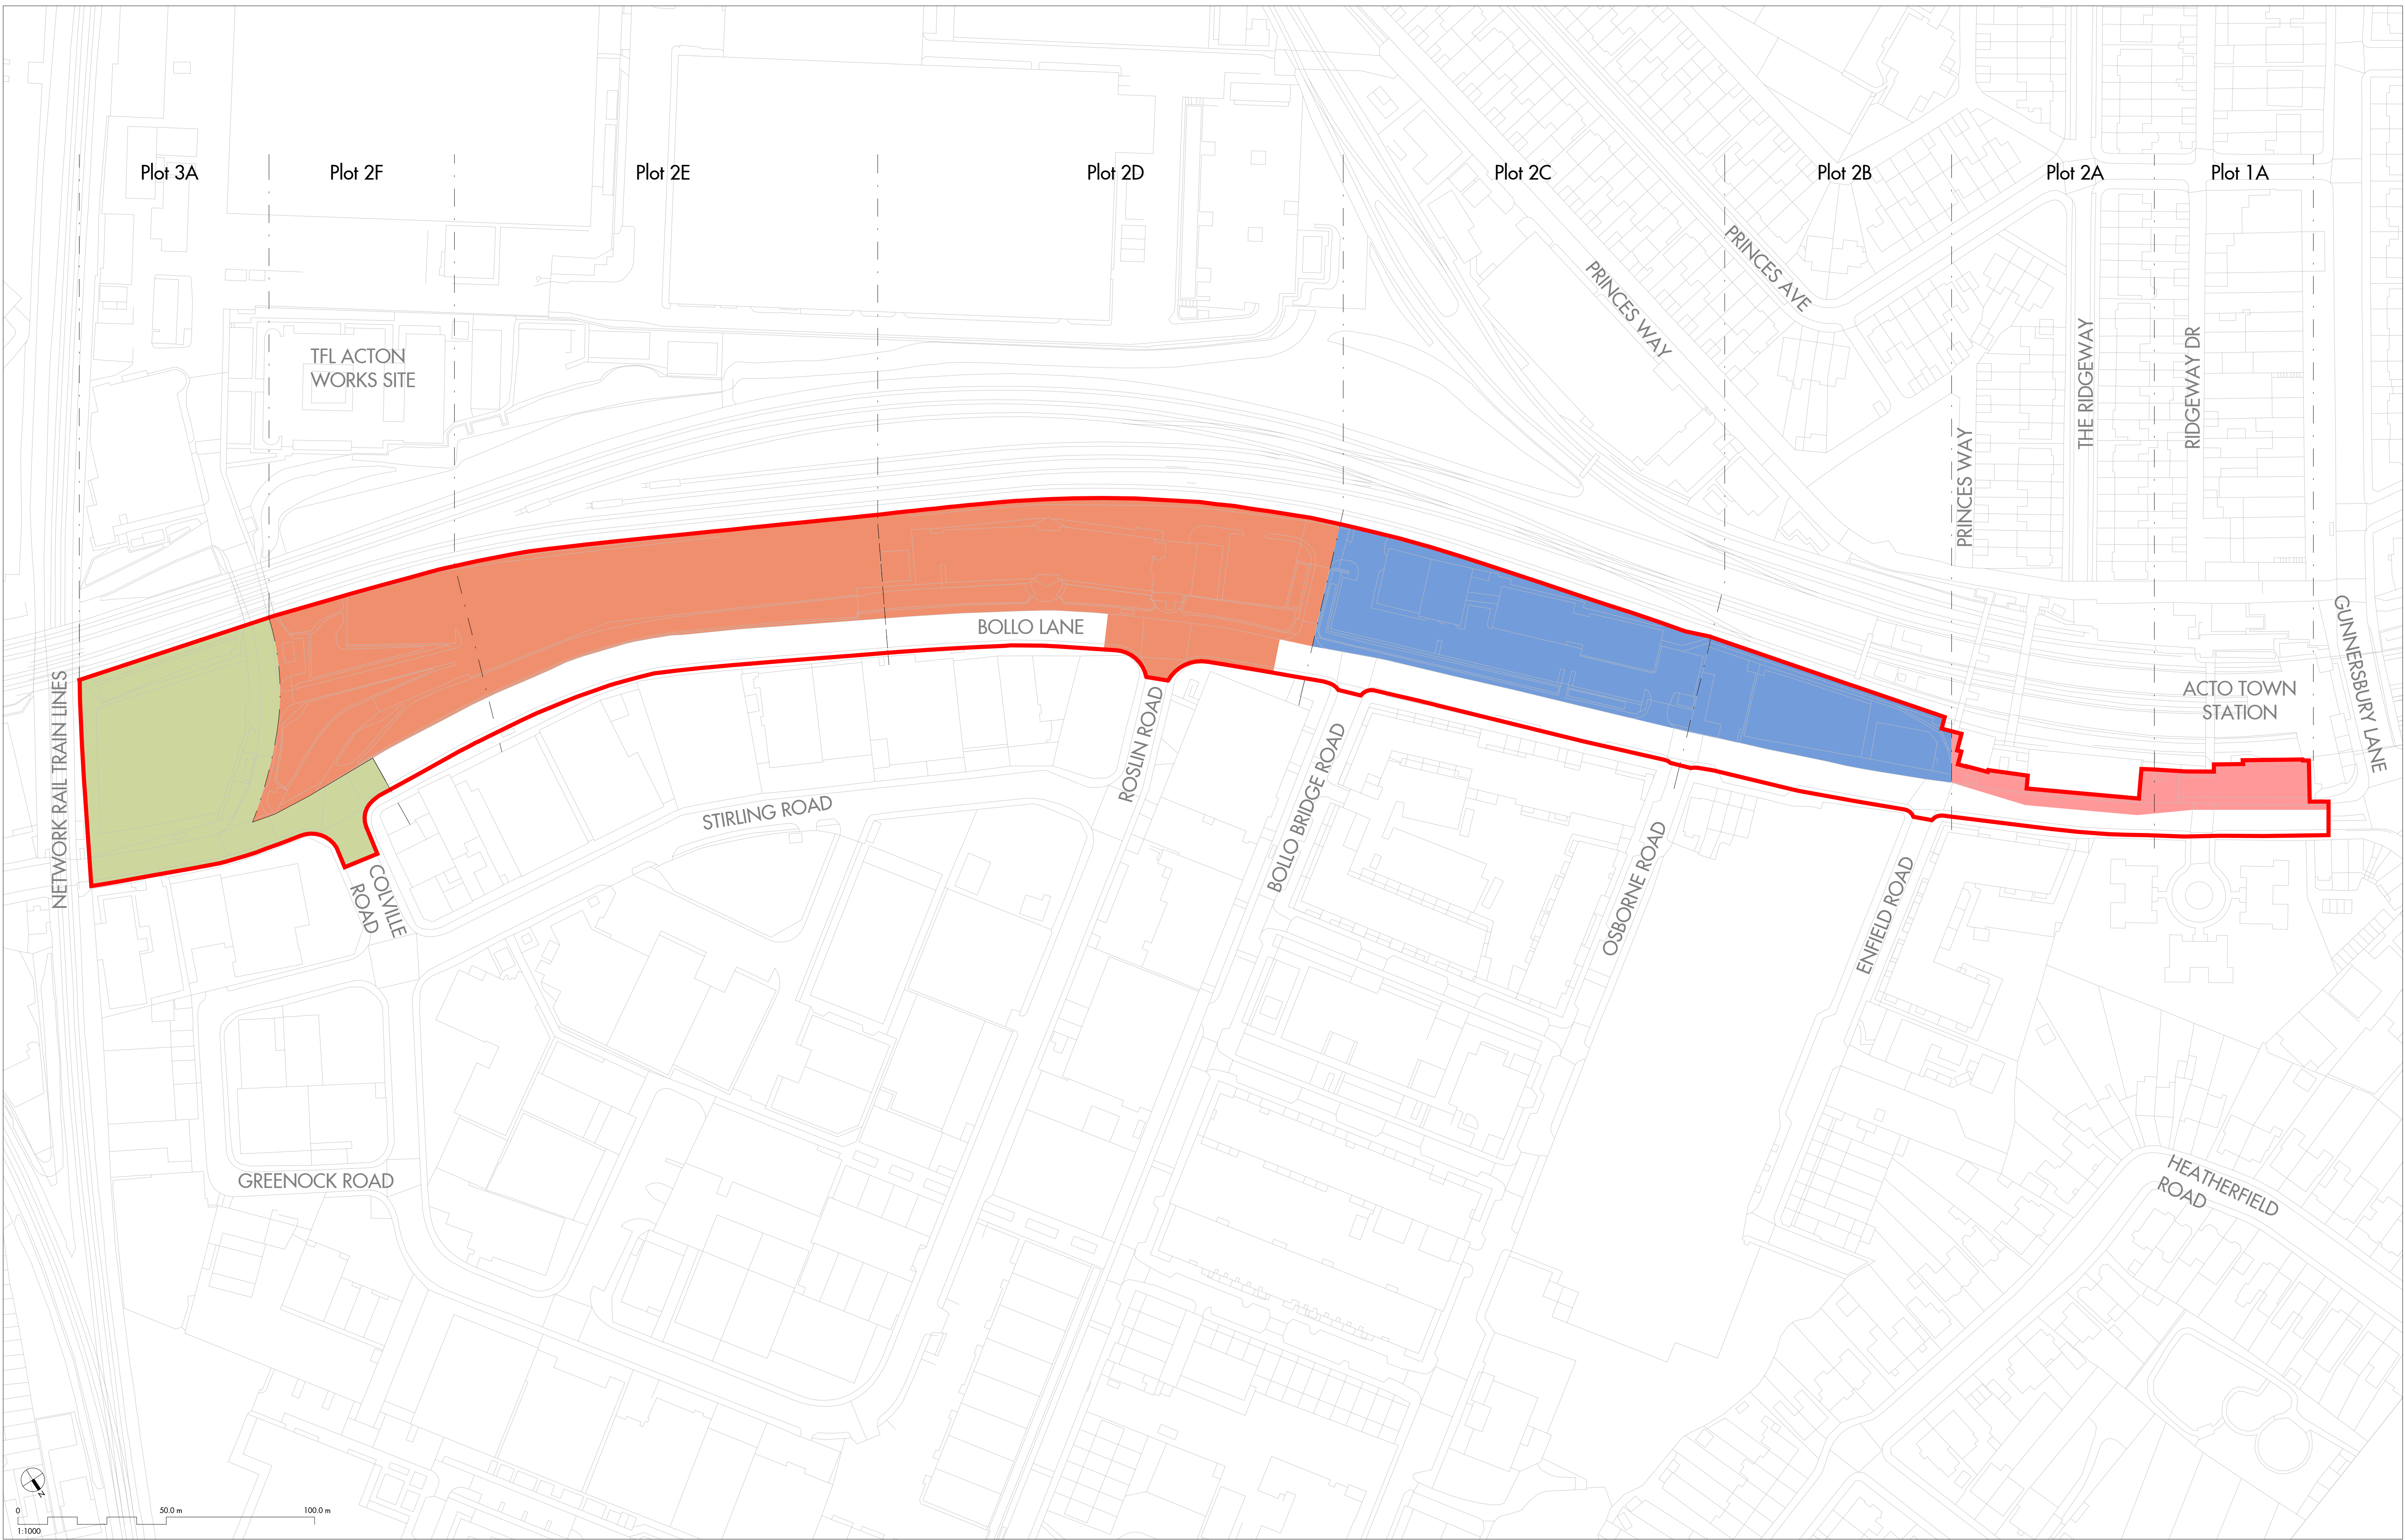 Plot 3A
Plot 2F
Plot 2E
Plot 2D
Plot 2C
Plot 2B
Plot 2A
Plot 1A
PRINCES AVE
PRINCES WAY
THE RIDGEWAY
RIDGEWAY DR
TFL ACTON
WORKS SITE
PRINCES WAY
GUNNERSBURY LANE
BOLLO LANE
NETWORK RAIL TRAIN LINES
ACTO TOWN
STATION
ROSLIN ROAD
BOLLO BRIDGE ROAD
STIRLING ROAD
OSBORNE ROAD
ENFIELD ROAD
COLVILLE
ROAD
GREENOCK ROAD
HEATHERFIELD
ROAD
N
0
50.0 m
100.0 m
1:1000